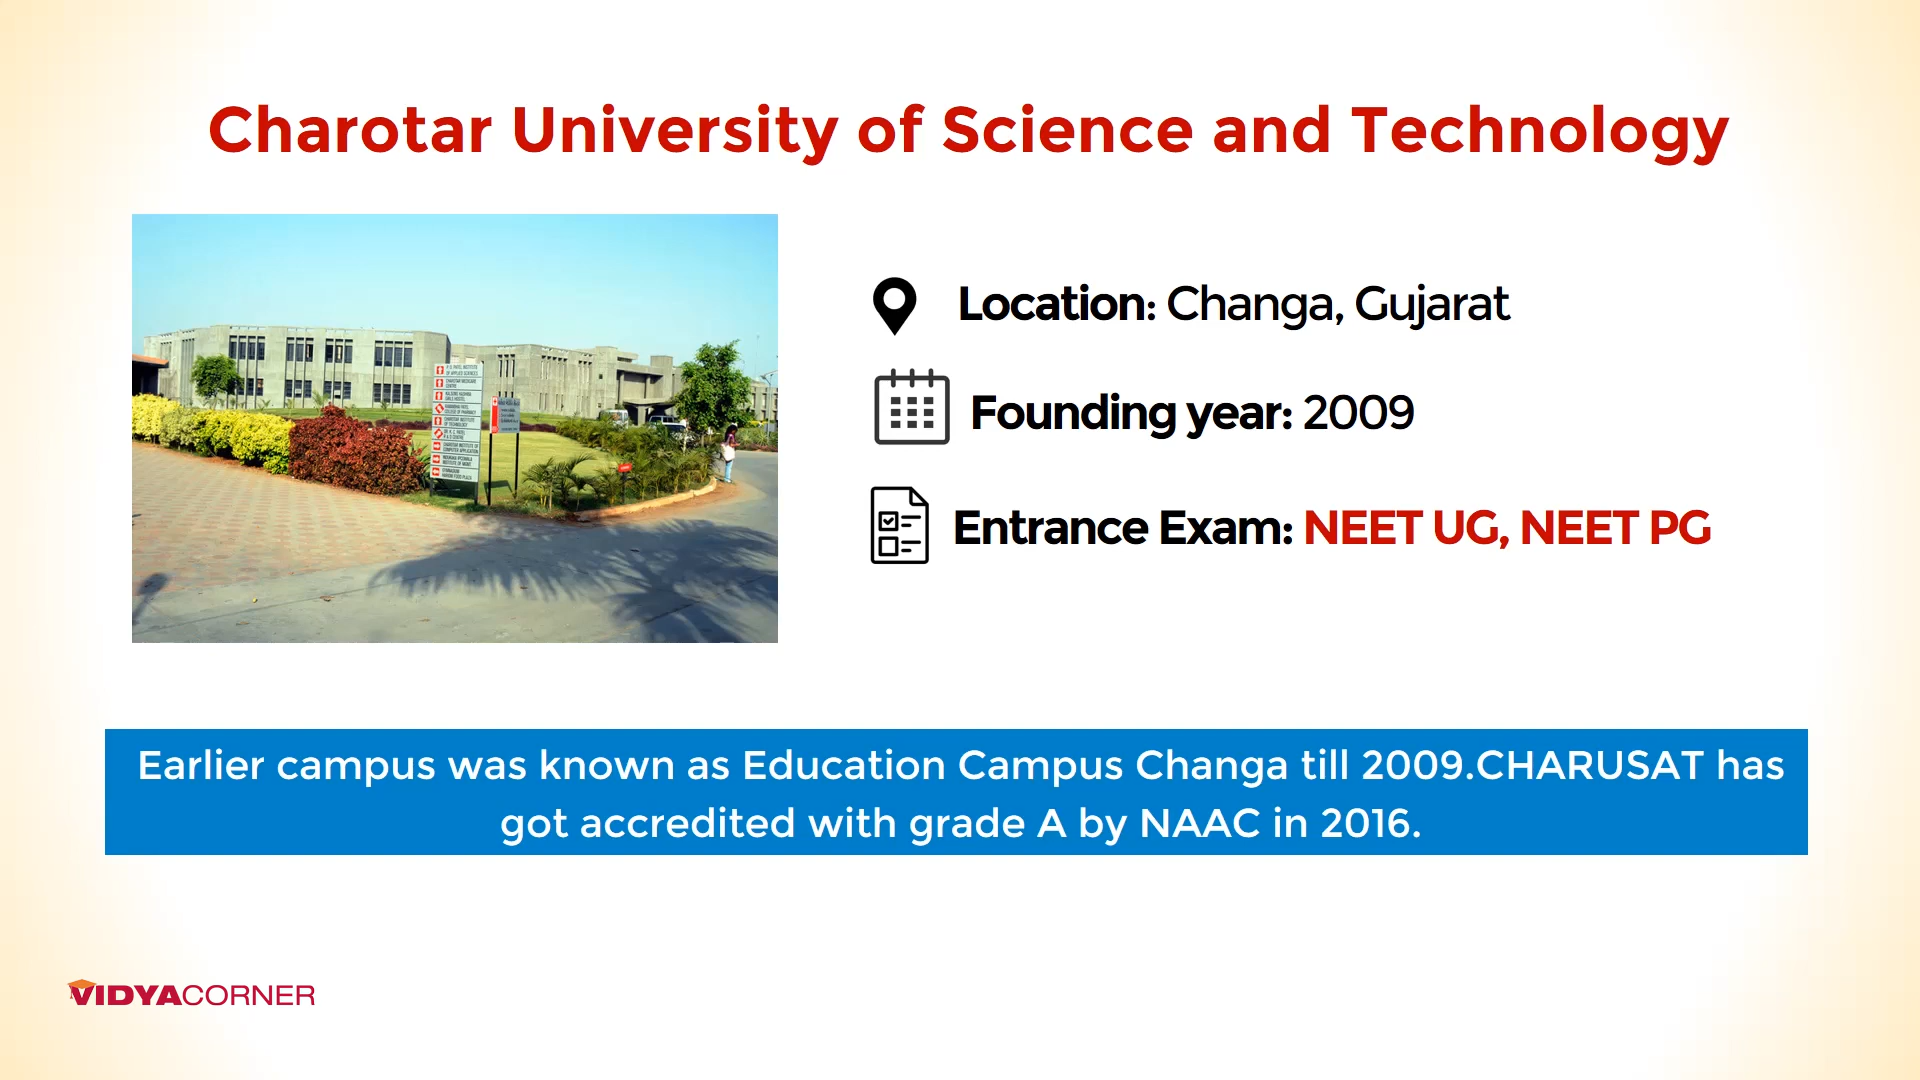 Charotar University of Science and Technology
Location: Changa, Gujarat
Founding year: 2009
Entrance Exam: NEET UG, NEET PG
Earlier campus was known as Education Campus Changa till 2009.CHARUSAT has
got accredited with grade A by NAAC in 2016.
VIDYACORNER